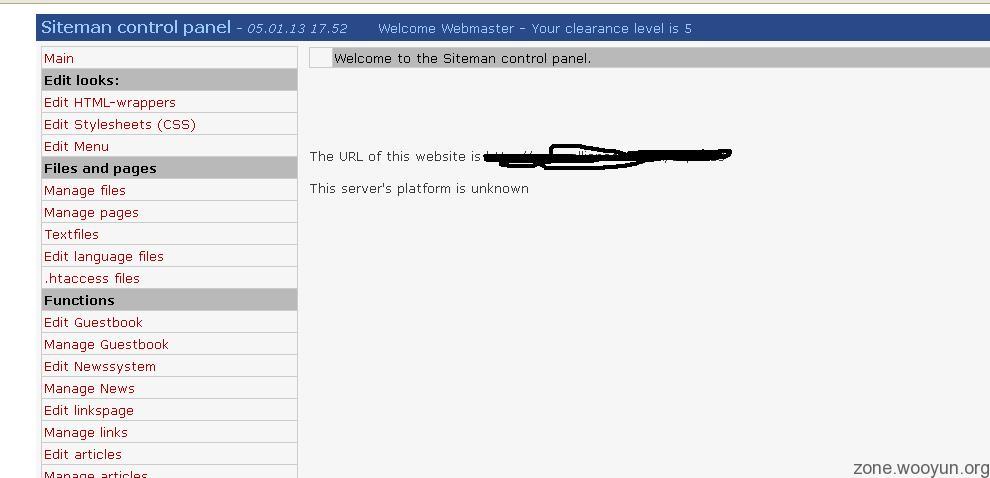 Siteman control panel - 05.01.13 17.52 Welcome Webmaster - Your clearance level is 5
Main
Edit looks:
Edit HTML-wrappers
Edit Stylesheets (CSS)
Edit Menu
Files and pages
Manage files
Manage pages
Textfiles
Edit language files
.htaccess files
Functions
Edit Guestbook
Manage Guestbook
Edit Newssystem
Manage News
Edit linkspage
Manage links
Edit articles
Manage articles
Welcome to the Siteman control panel.
The URL of this website is
This server's platform is unknown
zone.wooyun.org